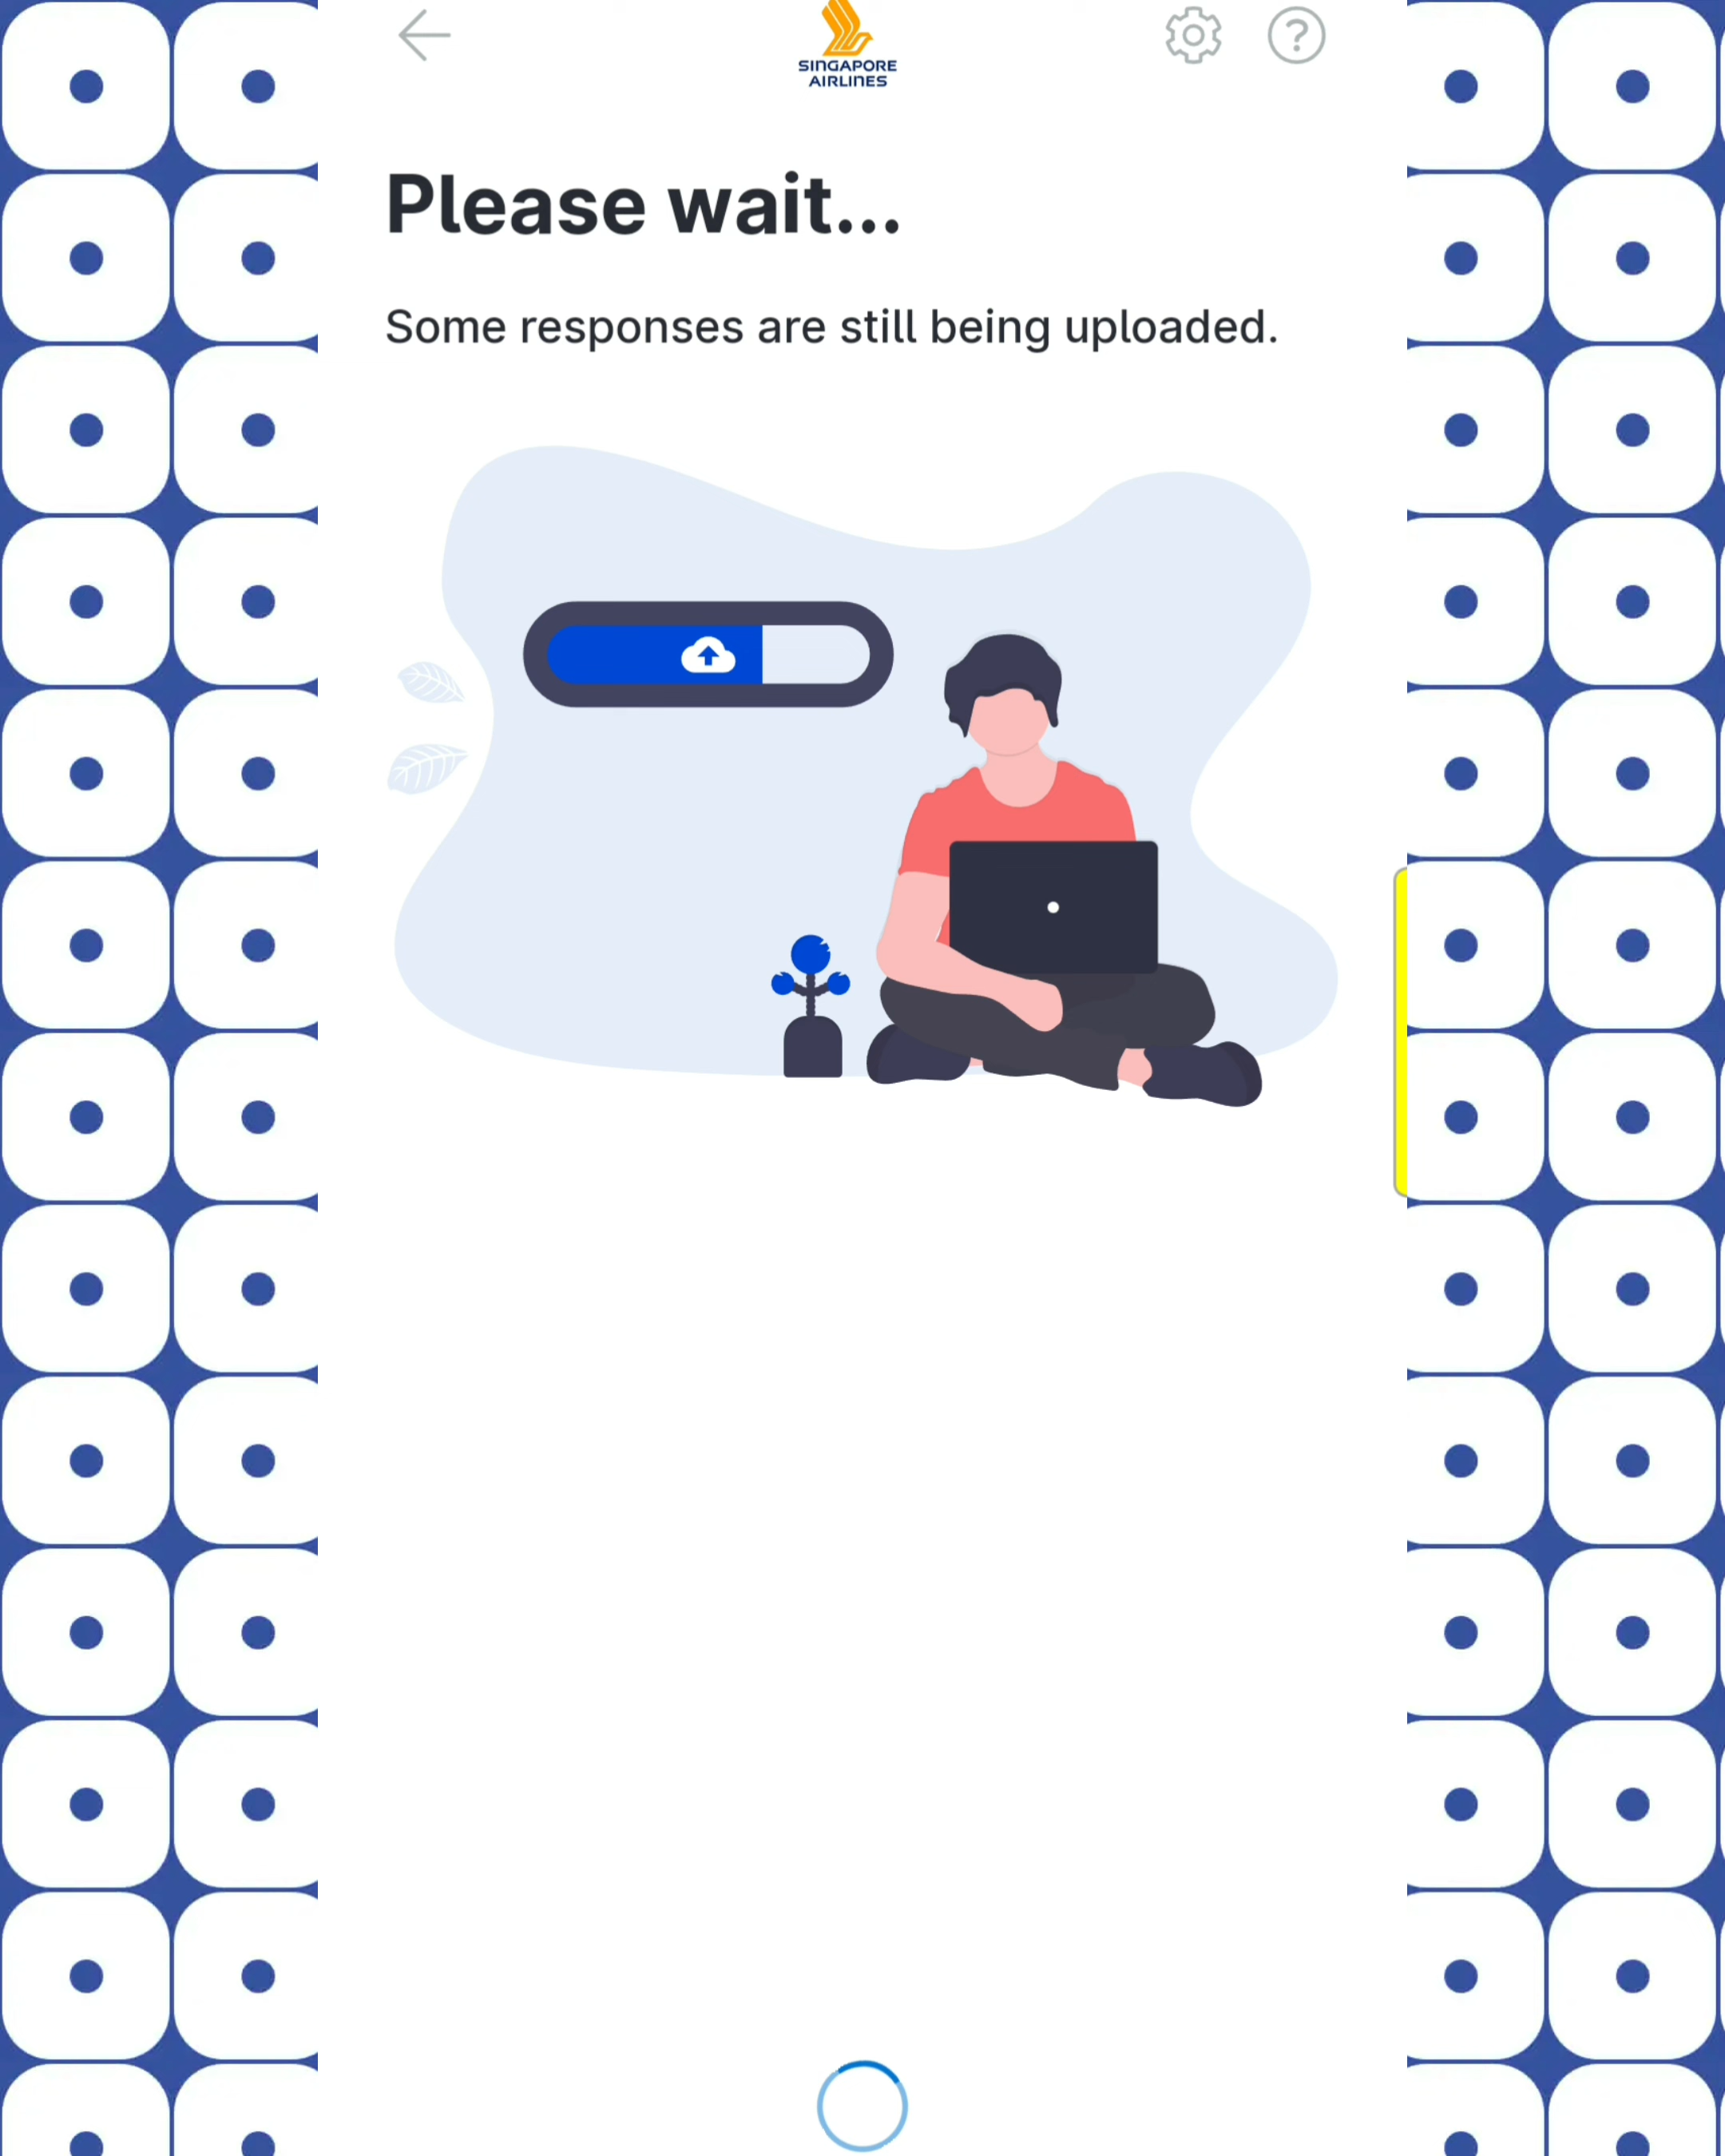 SINGAPORE
AIRLINES
Please wait...
Some responses are still being uploaded.